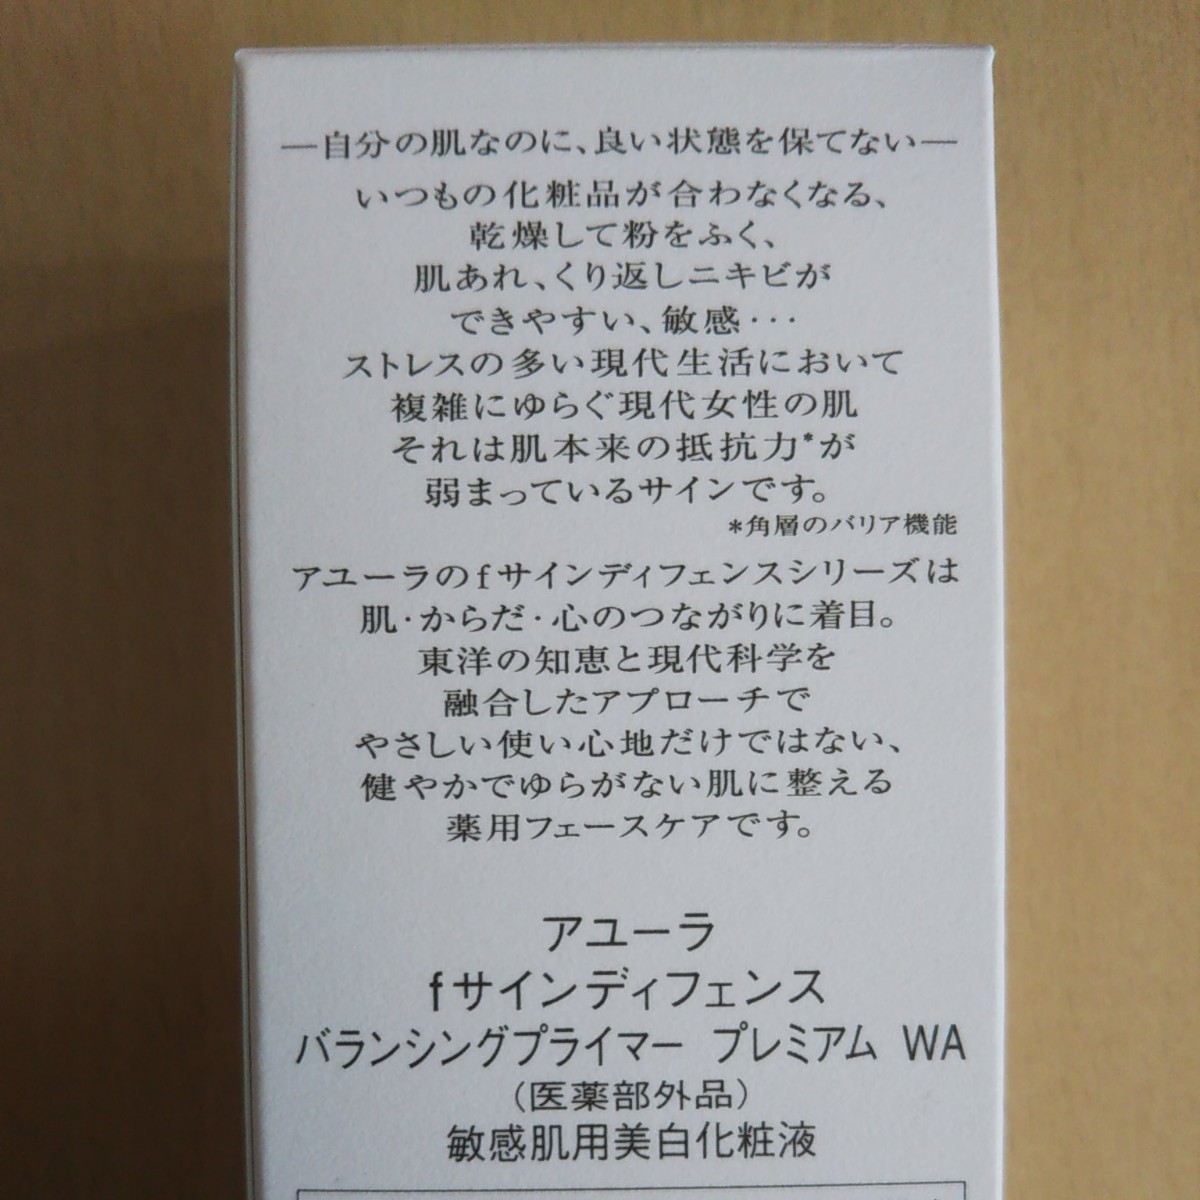 ―自分の肌なのに、良い状態を保てない―
いつもの化粧品が合わなくなる、
乾燥して粉をふく、
肌あれ、くり返しニキビが
できやすい、敏感・・・
ストレスの多い現代生活において
複雑にゆらぐ現代女性の肌
それは肌本来の抵抗力*が
弱まっているサインです。
*角層のバリア機能
アユーラのfサインディフェンスシリーズは
肌・からだ・心のつながりに着目。
東洋の知恵と現代科学を
融合したアプローチで
やさしい使い心地だけではない、
健やかでゆらがない肌に整える
薬用フェースケアです。
アユーラ
fサインディフェンス
バランシングプライマー プレミアム WA
(医薬部外品)
敏感肌用美白化粧液